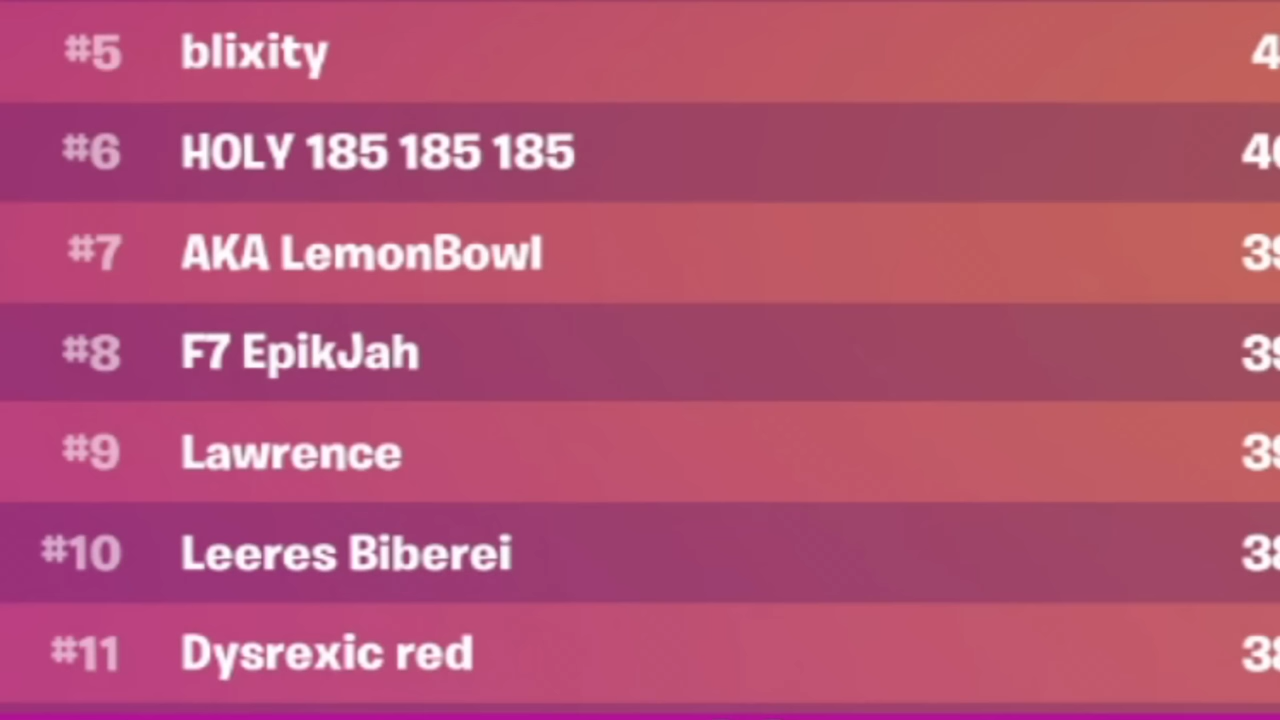 #5 blixity 4
#6 HOLY 185 185 185
#7 AKA LemonBowl
#8 F7 EpikJah
#9 Lawrence
#10 Leeres Biberei
#11 Dysrexic red